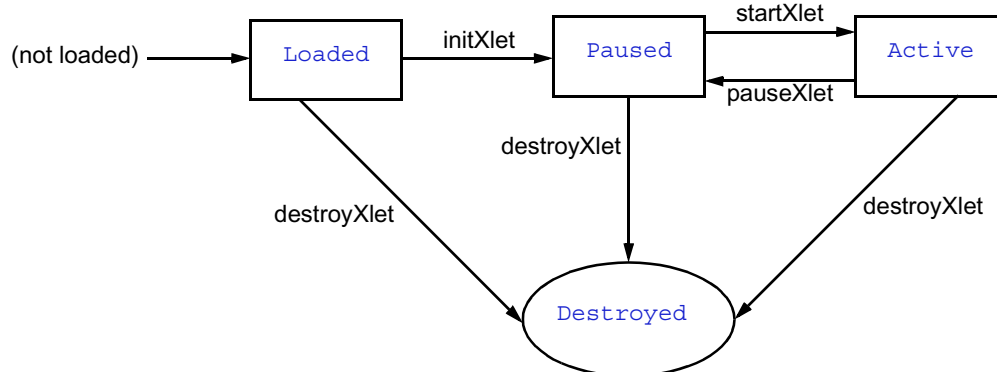 (not loaded)
Loaded
initXlet
Paused
startXlet
Active
pauseXlet
destroyXlet
destroyXlet
destroyXlet
Destroyed